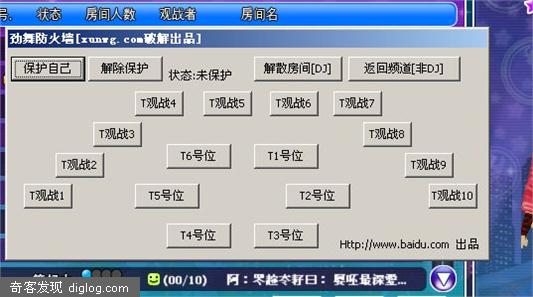 号. 状态 房间人数 观战者 房间名
劲舞防火墙[xunwg.com破解出品]
保护自己 解除保护 状态:未保护 解散房间[DJ] 返回频道[非DJ]
T观战4 T观战5 T观战6 T观战7
T观战3 T观战8
T6号位 T1号位
T观战2 T观战9
T观战1 T5号位 T2号位 T观战10
T4号位 T3号位
Http://www.baidu.com 出品
(00/10)
奇客发现 diglog.com